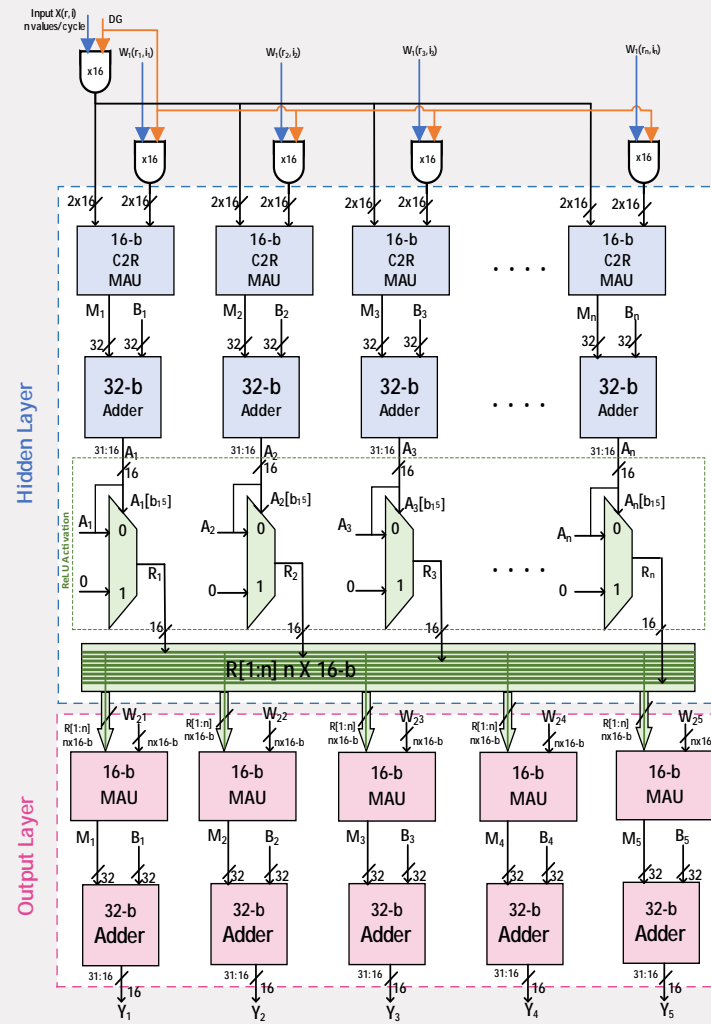 Input X(r,i)
n values/cycle
DG
W₁(r₁,i₁) W₁(r₂,i₂) W₁(r₃,i₃) W₁(rₙ,iₙ)
x16
x16 x16 x16 x16
2x16 2x16 2x16 2x16 2x16 2x16 2x16 2x16
16-b 16-b 16-b 16-b
C2R C2R C2R C2R
MAU MAU MAU . . . . MAU
M₁ B₁ M₂ B₂ M₃ B₃ Mₙ Bₙ
32 32 32 32 32 32 32 32
32-b 32-b 32-b 32-b
Adder Adder Adder . . . . Adder
Hidden Layer
31:16 A₁ 31:16 A₂ 31:16 A₃ 31:16 Aₙ
16 16 16 16
ReLU Activation
A₁[b₁₅] A₂[b₁₅] A₃[b₁₅] Aₙ[b₁₅]
A₁ 0 A₂ 0 A₃ 0 Aₙ 0
R₁ R₂ R₃ . . . . Rₙ
0 1 0 1 0 1 0 1
16 16 16 16
R[1:n] n X 16-b
W₂₁ W₂₂ W₂₃ W₂₄ W₂₅
R[1:n] R[1:n] R[1:n] R[1:n] R[1:n]
nx16-b nx16-b nx16-b nx16-b nx16-b nx16-b nx16-b nx16-b nx16-b nx16-b
16-b 16-b 16-b 16-b 16-b
MAU MAU MAU MAU MAU
Output Layer
M₁ B₁ M₂ B₂ M₃ B₃ M₄ B₄ M₅ B₅
32 32 32 32 32 32 32 32 32 32
32-b 32-b 32-b 32-b 32-b
Adder Adder Adder Adder Adder
31:16 16 31:16 16 31:16 16 31:16 16 31:16 16
Y₁ Y₂ Y₃ Y₄ Y₅